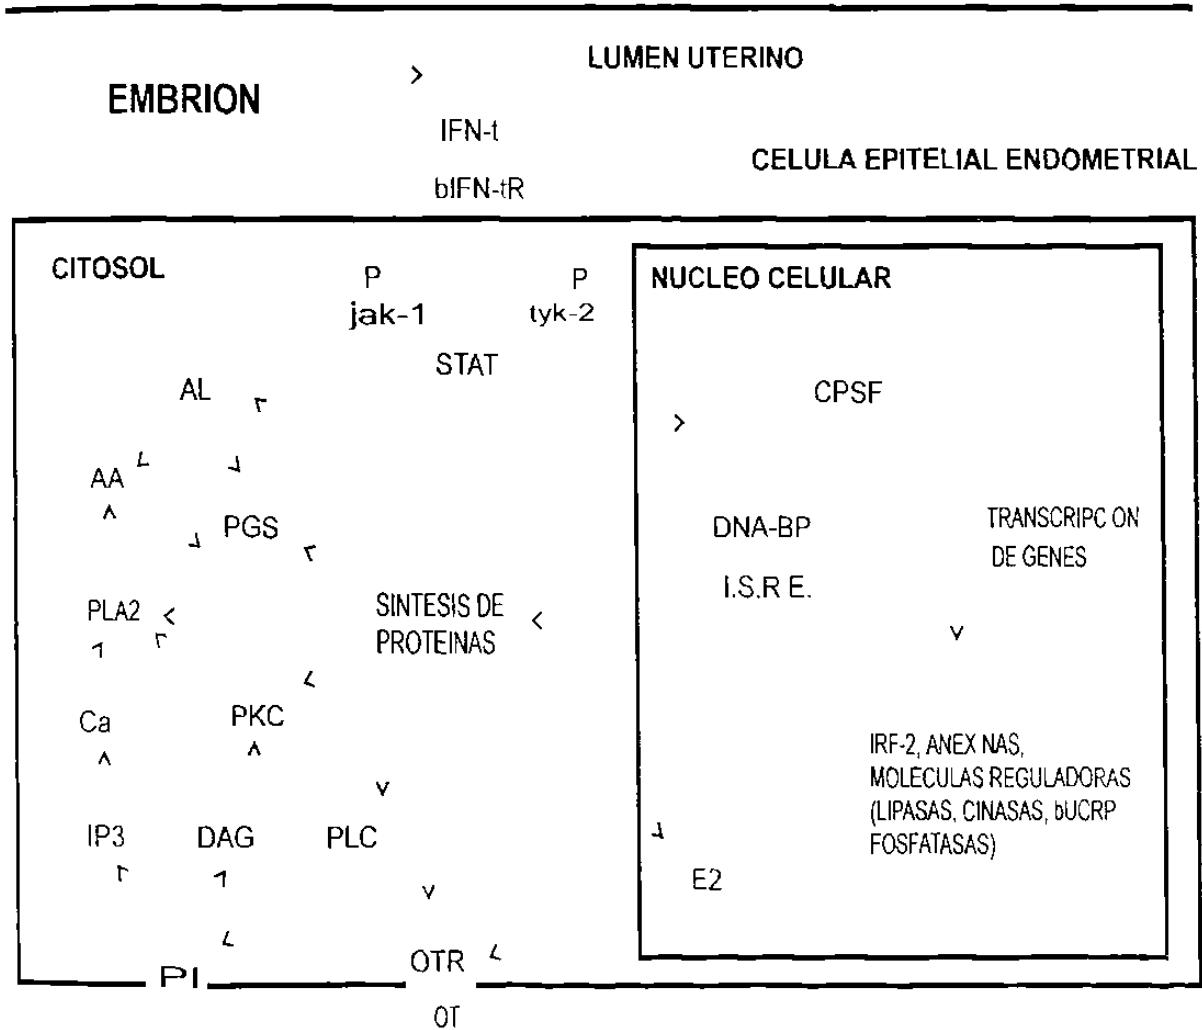 LUMEN UTERINO
EMBRION
IFN-t
CELULA EPITELIAL ENDOMETRIAL
bIFN-tR
CITOSOL
P
P
NUCLEO CELULAR
jak-1
tyk-2
STAT
AL
CPSF
AA
PGS
DNA-BP
TRANSCRIPC ON
DE GENES
I.S.R E.
PLA2
SINTESIS DE
PROTEINAS
Ca
PKC
IRF-2, ANEX NAS,
MOLECULAS REGULADORAS
(LIPASAS, CINASAS, bUCRP
FOSFATASAS)
IP3
DAG
PLC
E2
PI
OTR
OT